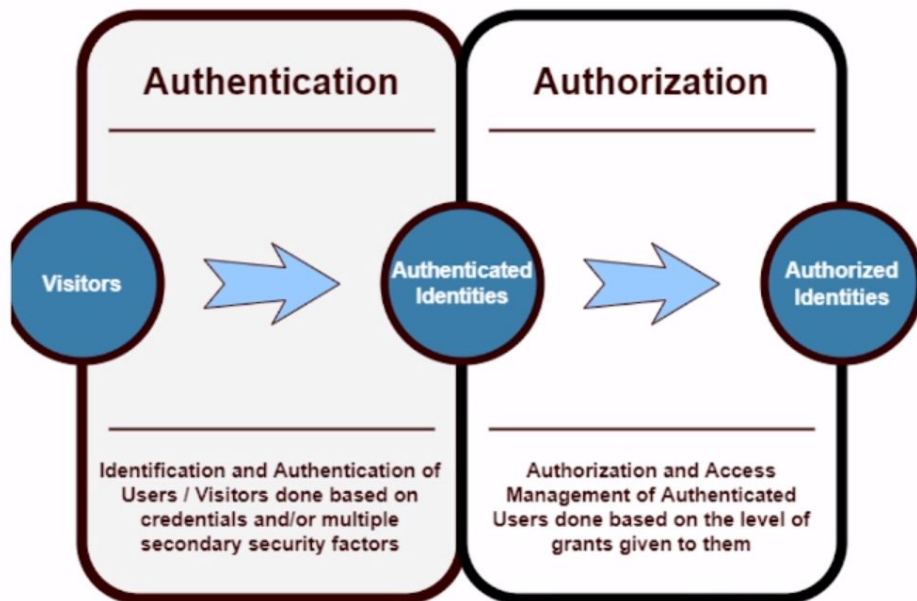 Authentication
Authorization
Visitors
Authenticated
Identities
Authorized
Identities
Identification and Authentication of
Users / Visitors done based on
credentials and/or multiple
secondary security factors
Authorization and Access
Management of Authenticated
Users done based on the level of
grants given to them